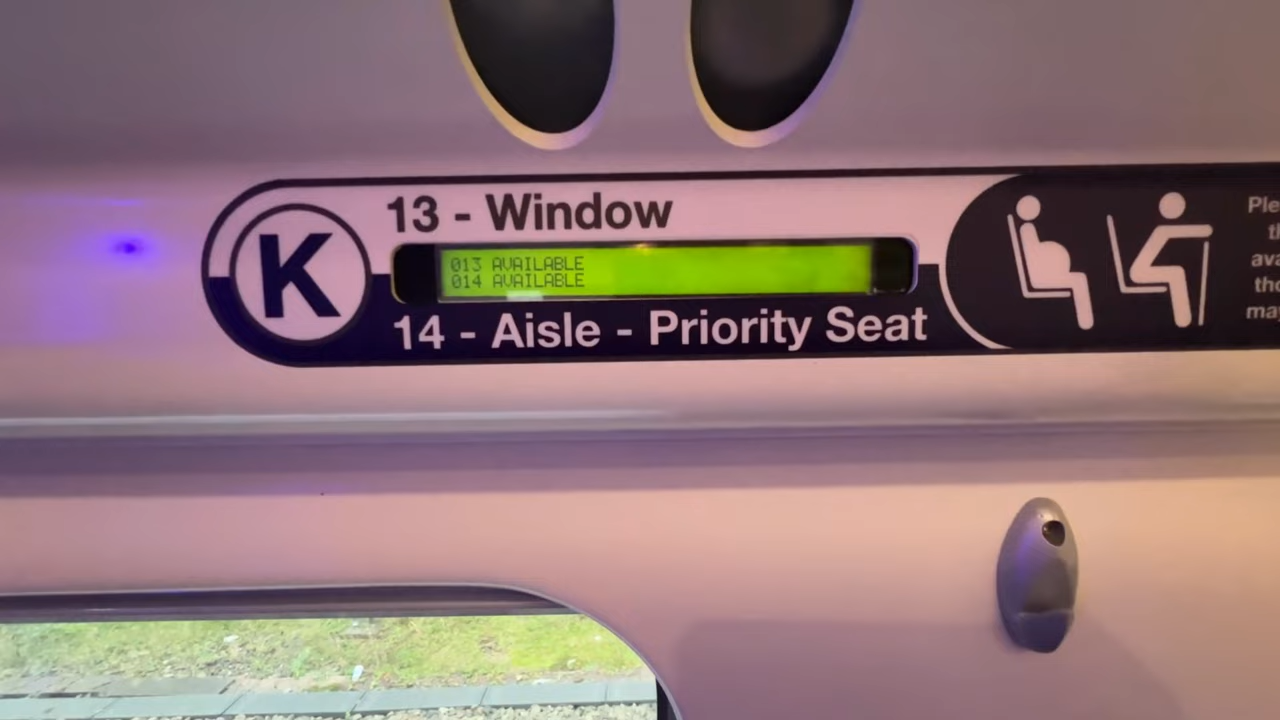 K
13 - Window
013 AVAILABLE
014 AVAILABLE
14 - Aisle - Priority Seat